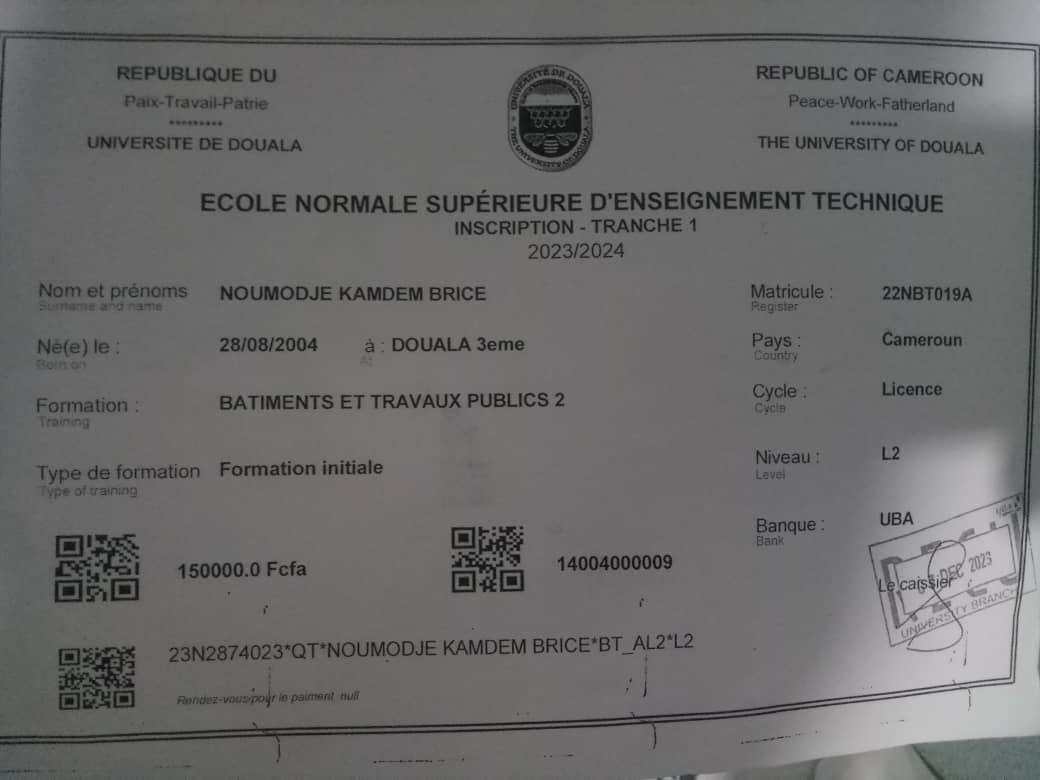 REPUBLIQUE DU
Paix-Travail-Patrie
*********
UNIVERSITE DE DOUALA
UNIVERSITÉ DE DOUALA
THE UNIVERSITY OF DOUALA
REPUBLIC OF CAMEROON
Peace-Work-Fatherland
*********
THE UNIVERSITY OF DOUALA
ECOLE NORMALE SUPÉRIEURE D'ENSEIGNEMENT TECHNIQUE
INSCRIPTION - TRANCHE 1
2023/2024
Nom et prénoms NOUMODJE KAMDEM BRICE Matricule : 22NBT019A
Surname and name Register
Né(e) le : 28/08/2004 à : DOUALA 3eme Pays : Cameroun
Born on At Country
Formation : BATIMENTS ET TRAVAUX PUBLICS 2 Cycle : Licence
Training Cycle
Type de formation Formation initiale Niveau : L2
Type of training Level
Banque : UBA
Bank
150000.0 Fcfa 14004000009 Le caissier
UBA
DEC 2023
UNIVERSITY BRANCH
23N2874023*QT*NOUMODJE KAMDEM BRICE*BT_AL2*L2
Rendez-vous pour le paiment null